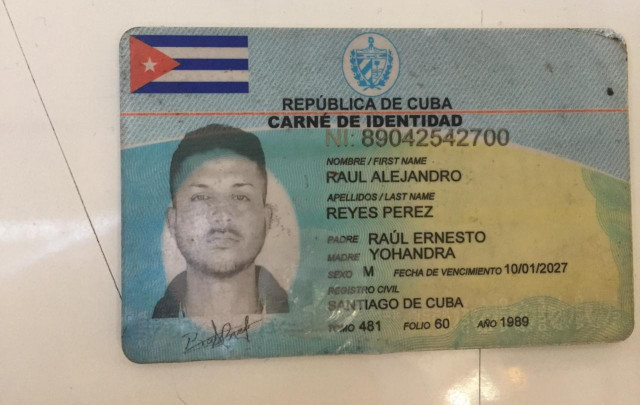 REPÚBLICA DE CUBA
CARNÉ DE IDENTIDAD
NI: 89042542700
NOMBRE / FIRST NAME
RAUL ALEJANDRO
APELLIDOS / LAST NAME
REYES PEREZ
PADRE RAÚL ERNESTO
MADRE YOHANDRA
SEXO M FECHA DE VENCIMIENTO 10/01/2027
REGISTRO CIVIL
SANTIAGO DE CUBA
TOMO 481 FOLIO 60 AÑO 1989